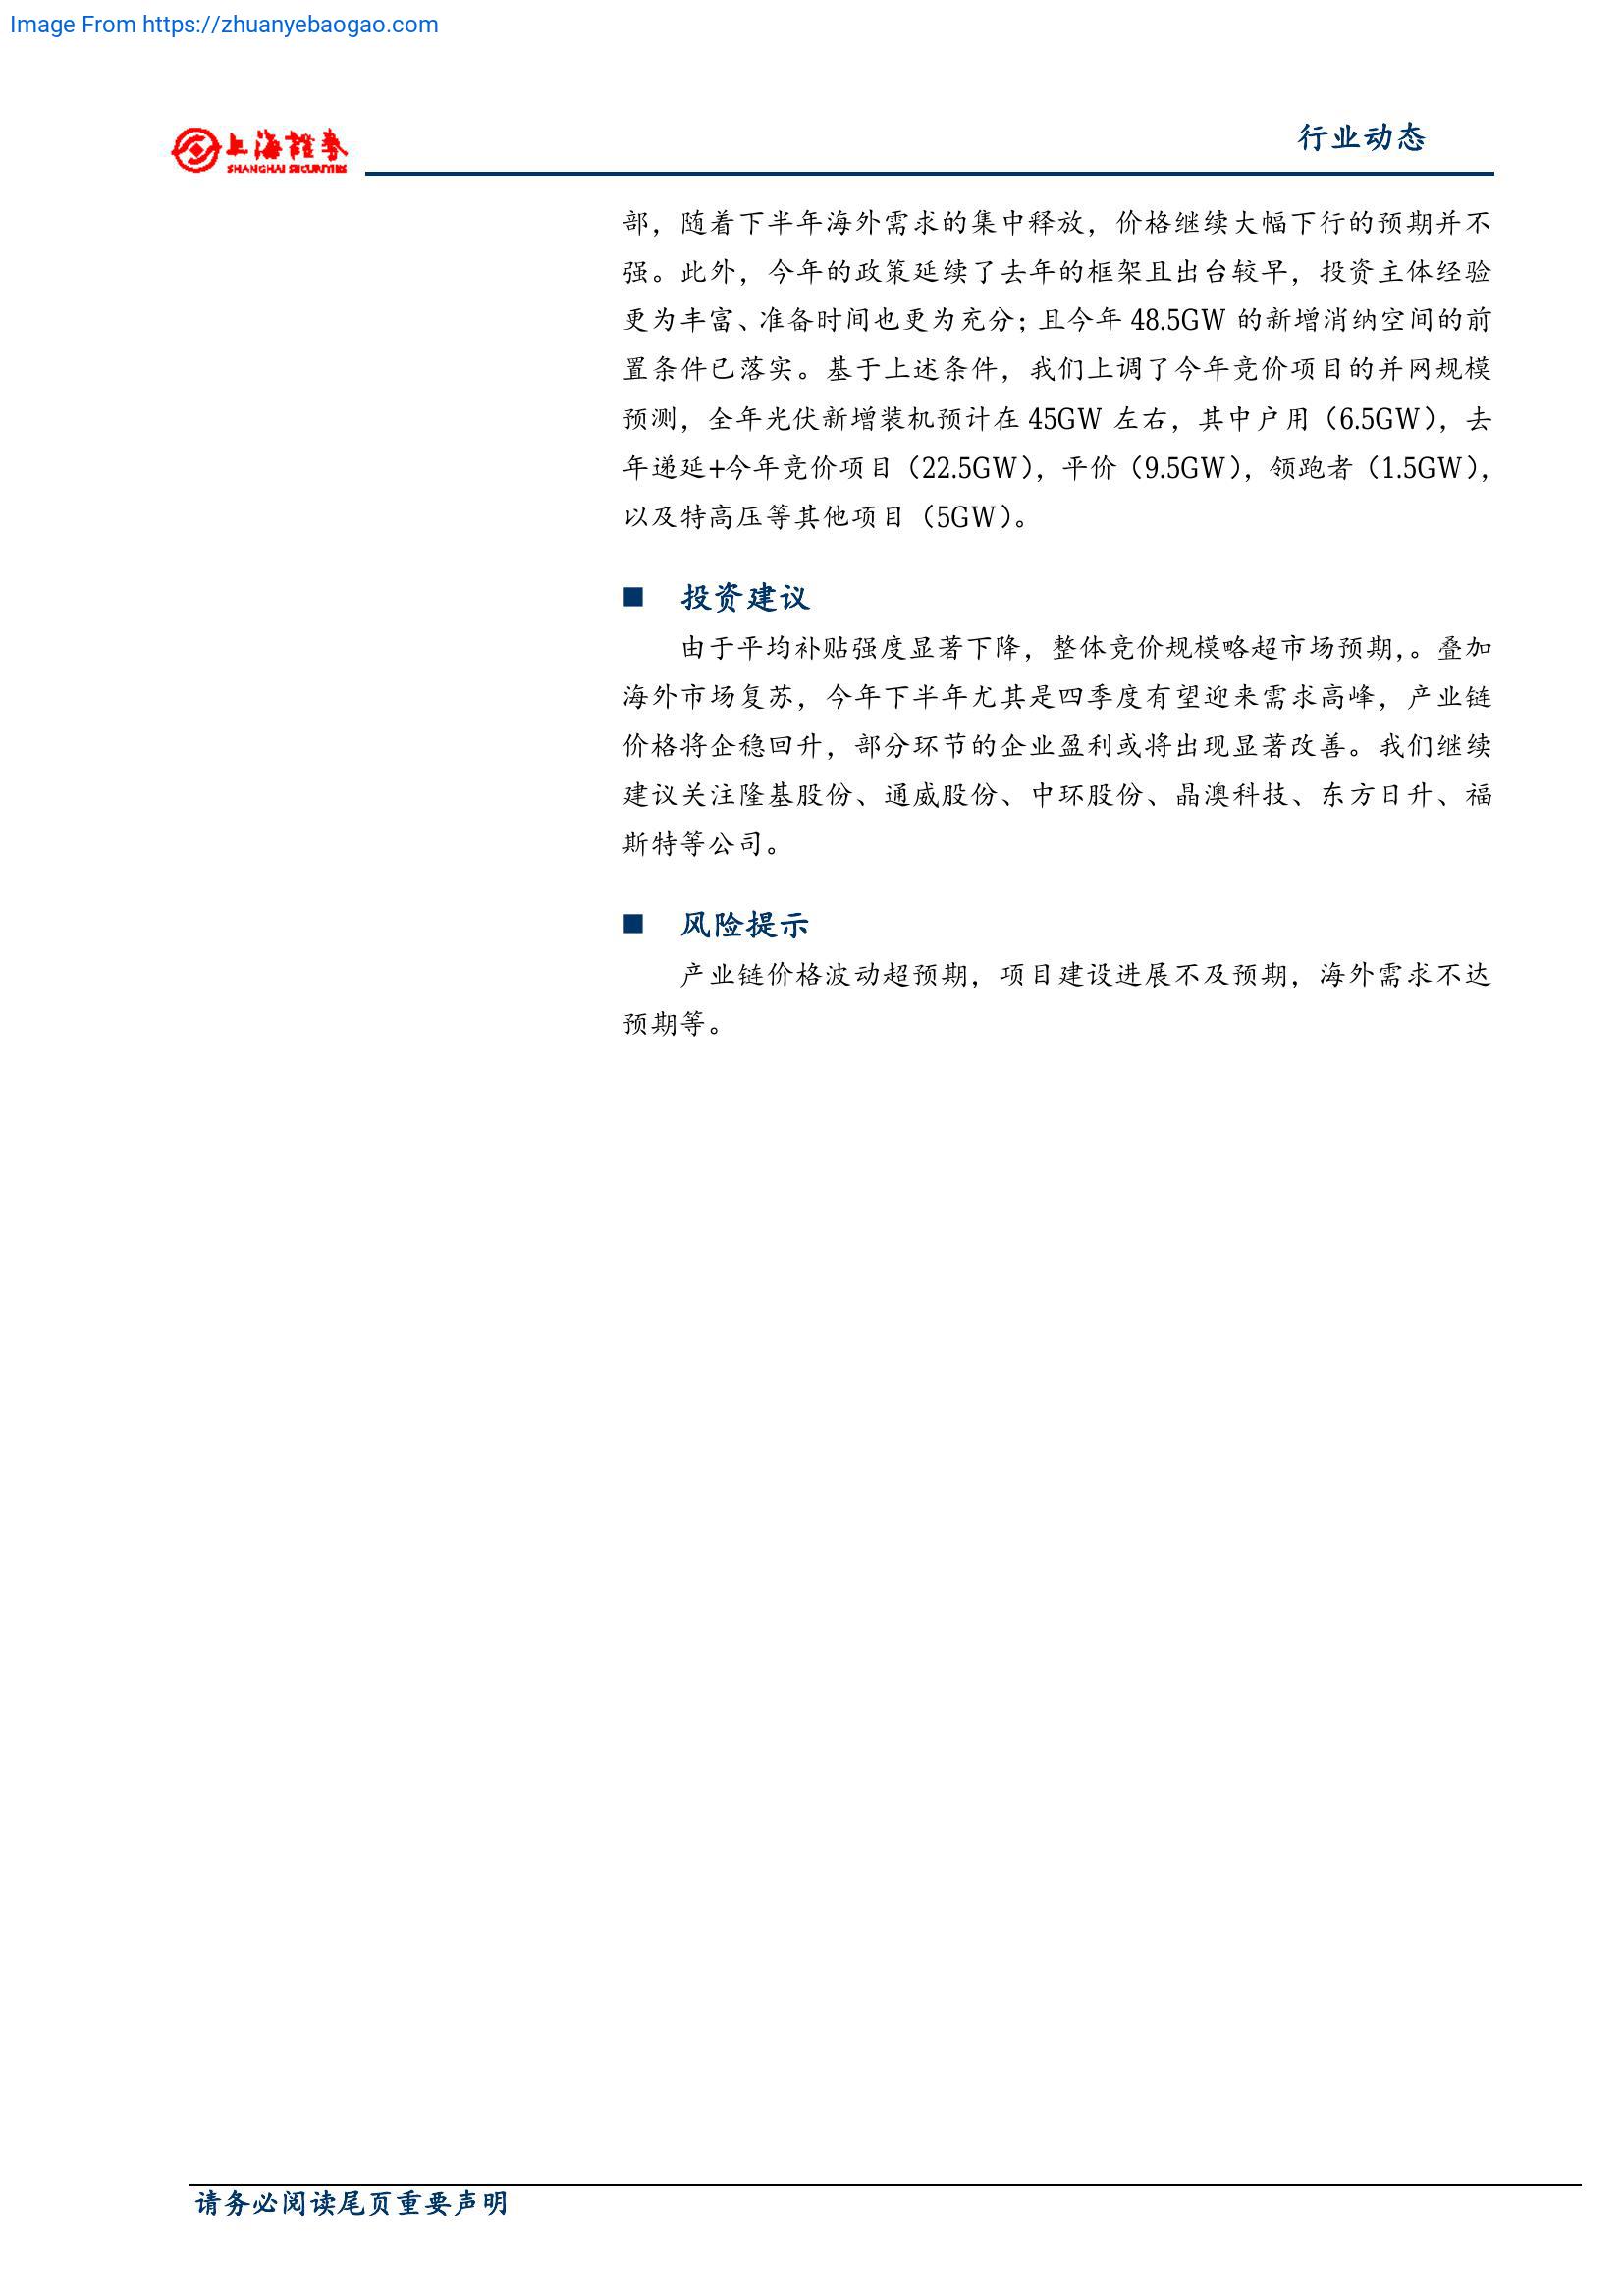 Image From https://zhuanyebaogao.com
上海證券
SHANGHAI SECURITIES
行业动态
部，随着下半年海外需求的集中释放，价格继续大幅下行的预期并不
强。此外，今年的政策延续了去年的框架且出台较早，投资主体经验
更为丰富、准备时间也更为充分；且今年 48.5GW 的新增消纳空间的前
置条件已落实。基于上述条件，我们上调了今年竞价项目的并网规模
预测，全年光伏新增装机预计在 45GW 左右，其中户用（6.5GW），去
年递延+今年竞价项目（22.5GW），平价（9.5GW），领跑者（1.5GW），
以及特高压等其他项目（5GW）。
■ 投资建议
由于平均补贴强度显著下降，整体竞价规模略超市场预期，。叠加
海外市场复苏，今年下半年尤其是四季度有望迎来需求高峰，产业链
价格将企稳回升，部分环节的企业盈利或将出现显著改善。我们继续
建议关注隆基股份、通威股份、中环股份、晶澳科技、东方日升、福
斯特等公司。
■ 风险提示
产业链价格波动超预期，项目建设进展不及预期，海外需求不达
预期等。
请务必阅读尾页重要声明